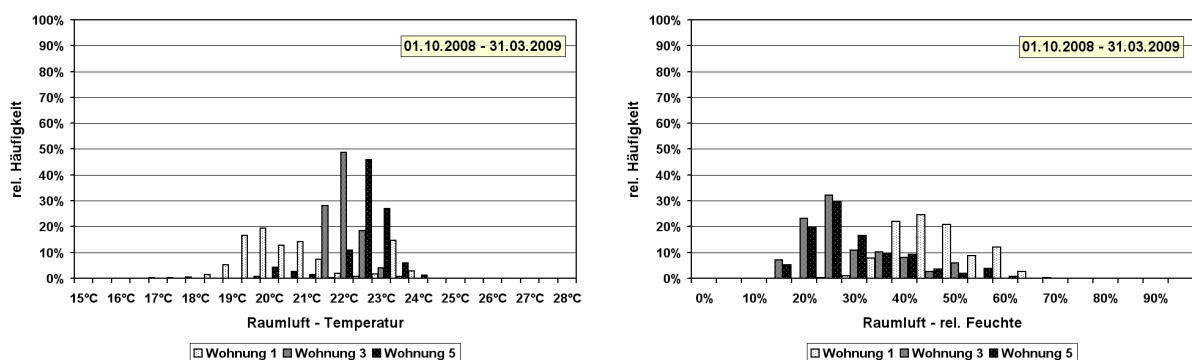 100%
90%
80%
70%
60%
50%
40%
30%
20%
10%
0%
rel. Häufigkeit
01.10.2008 - 31.03.2009
15°C 16°C 17°C 18°C 19°C 20°C 21°C 22°C 23°C 24°C 25°C 26°C 27°C 28°C
Raumluft - Temperatur
Wohnung 1 Wohnung 3 Wohnung 5
100%
90%
80%
70%
60%
50%
40%
30%
20%
10%
0%
rel. Häufigkeit
01.10.2008 - 31.03.2009
0% 10% 20% 30% 40% 50% 60% 70% 80% 90%
Raumluft - rel. Feuchte
Wohnung 1 Wohnung 3 Wohnung 5